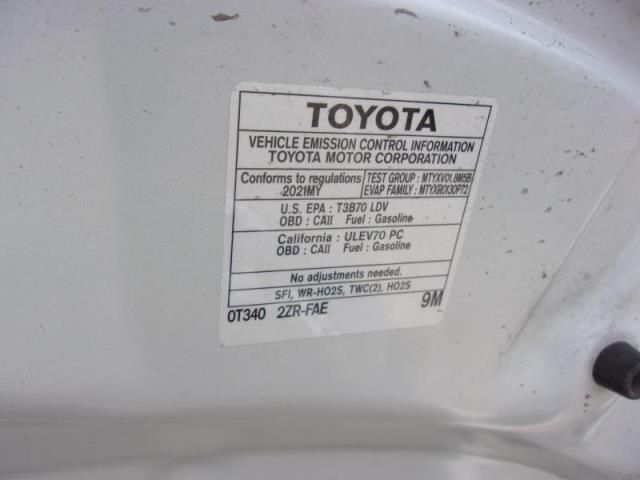 TOYOTA
VEHICLE EMISSION CONTROL INFORMATION
TOYOTA MOTOR CORPORATION
Conforms to regulations
2021MY
TEST GROUP : MTYXV01.8M5B
EVAP FAMILY : MTYXR0130P72
U.S. EPA : T3B70 LDV
OBD : CAII Fuel : Gasoline
California : ULEV70 PC
OBD : CAII Fuel : Gasoline
No adjustments needed.
SFI, WR-HO2S, TWC(2), HO2S
0T340 2ZR-FAE 9M